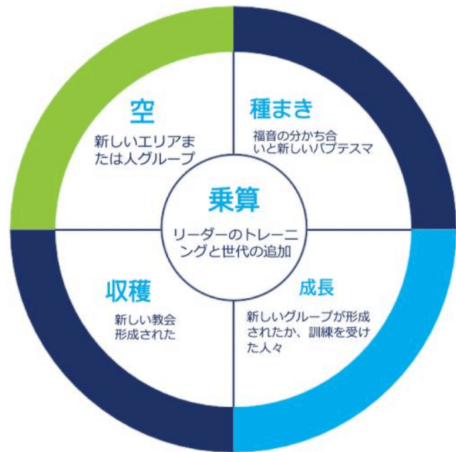 空
新しいエリアま
たは人グループ
種まき
福音の分かち合
いと新しいバプテスマ
乗算
リーダーのトレーニ
ングと世代の追加
収穫
新しい教会
形成された
成長
新しいグループが形成
されたか、訓練を受け
た人々